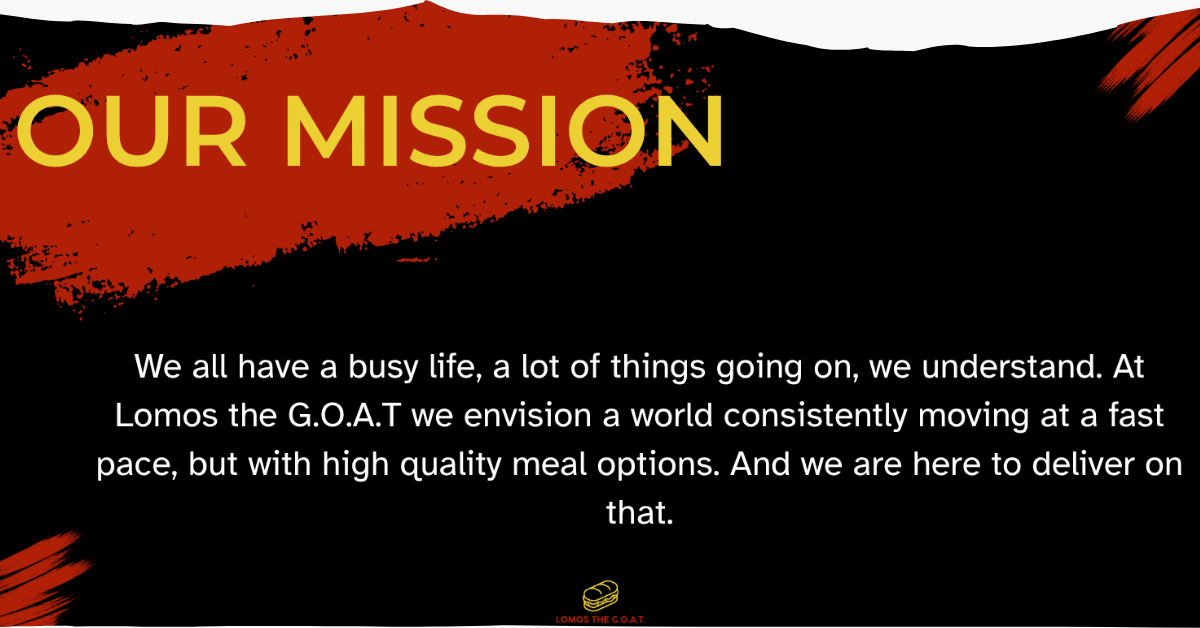 OUR MISSION
We all have a busy life, a lot of things going on, we understand. At
Lomos the G.O.A.T we envision a world consistently moving at a fast
pace, but with high quality meal options. And we are here to deliver on
that.
LOMOS THE G.O.A.T.